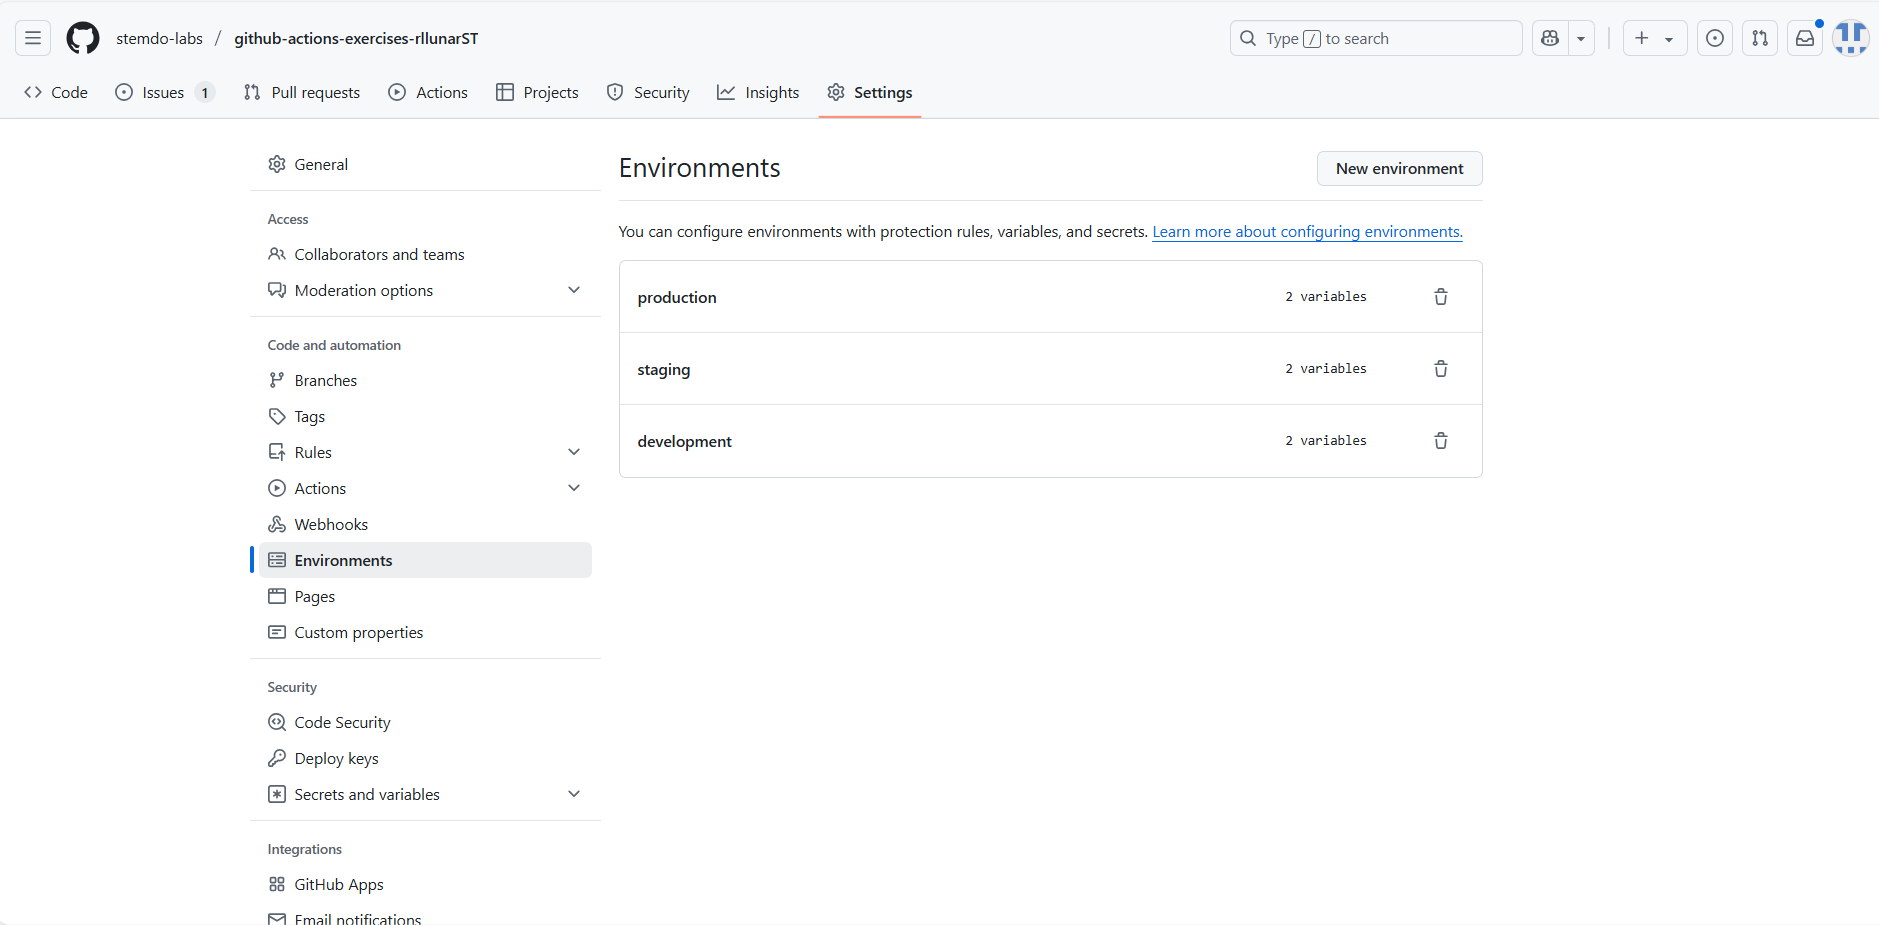 stemdo-labs / github-actions-exercises-rllunarST
Type / to search
Code
Issues 1
Pull requests
Actions
Projects
Security
Insights
Settings
General
Access
Collaborators and teams
Moderation options
Code and automation
Branches
Tags
Rules
Actions
Webhooks
Environments
Pages
Custom properties
Security
Code Security
Deploy keys
Secrets and variables
Integrations
GitHub Apps
Email notifications
Environments
New environment
You can configure environments with protection rules, variables, and secrets. Learn more about configuring environments.
production 2 variables
staging 2 variables
development 2 variables